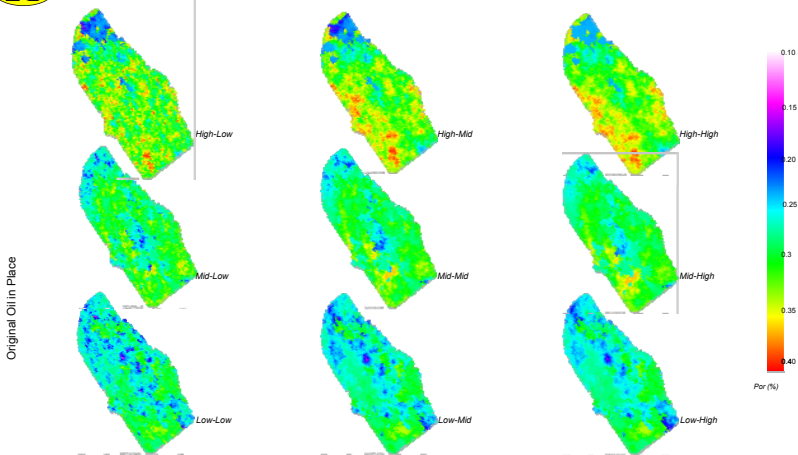 0.10
High-Low
High-Mid
High-High
0.15
0.20
0.25
Mid-Low
Mid-Mid
Mid-High
0.3
0.35
0.40
Por (%)
Low-Low
Low-Mid
Low-High
Original Oil in Place